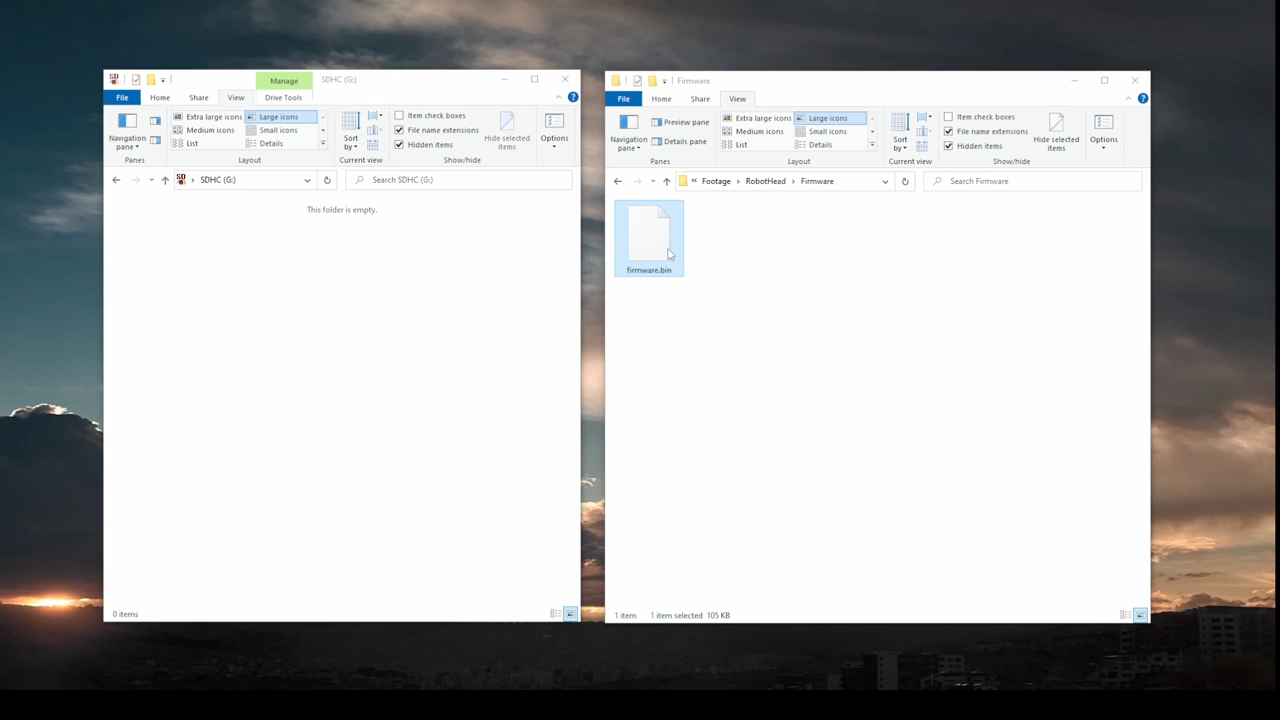 SD
Manage
SDHC (G:)
File
Home
Share
View
Drive Tools
Navigation
pane
Panes
Extra large icons
Large icons
Medium icons
Small icons
List
Details
Layout
Sort
by
Current view
Item check boxes
File name extensions
Hidden items
Hide selected
items
Show/hide
Options
SD
SDHC (G:)
Search SDHC (G:)
This folder is empty.
0 items
Firmware
File
Home
Share
View
Navigation
pane
Preview pane
Details pane
Panes
Extra large icons
Large icons
Medium icons
Small icons
List
Details
Layout
Sort
by
Current view
Item check boxes
File name extensions
Hidden items
Hide selected
items
Show/hide
Options
« Footage › RobotHead › Firmware
Search Firmware
firmware.bin
1 item 1 item selected 105 KB